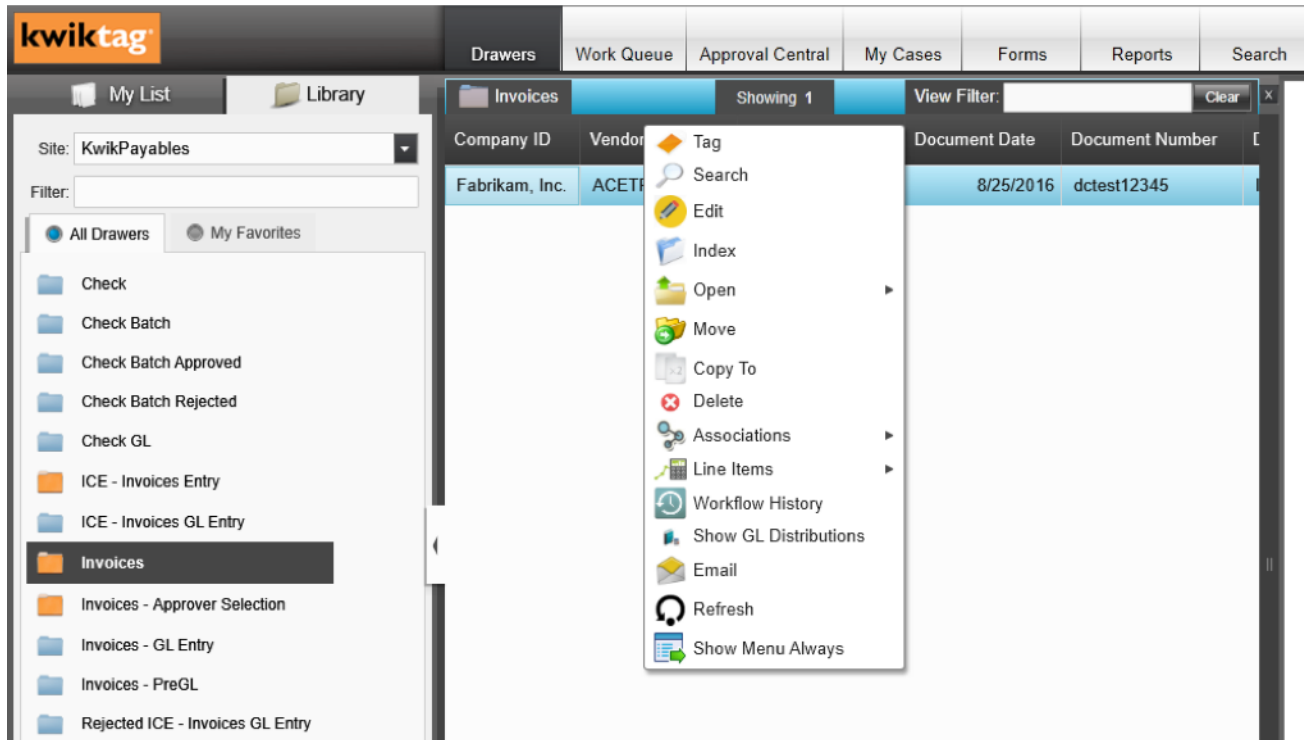 kwiktag
Drawers Work Queue Approval Central My Cases Forms Reports Search
My List Library
Site: KwikPayables
Filter:
All Drawers My Favorites
Check
Check Batch
Check Batch Approved
Check Batch Rejected
Check GL
ICE - Invoices Entry
ICE - Invoices GL Entry
Invoices
Invoices - Approver Selection
Invoices - GL Entry
Invoices - PreGL
Rejected ICE - Invoices GL Entry
Invoices Showing 1 View Filter: Clear x
Company ID Vendor Document Date Document Number
Fabrikam, Inc. 8/25/2016 dctest12345
Tag
Search
Edit
Index
Open
Move
Copy To
Delete
Associations
Line Items
Workflow History
Show GL Distributions
Email
Refresh
Show Menu Always